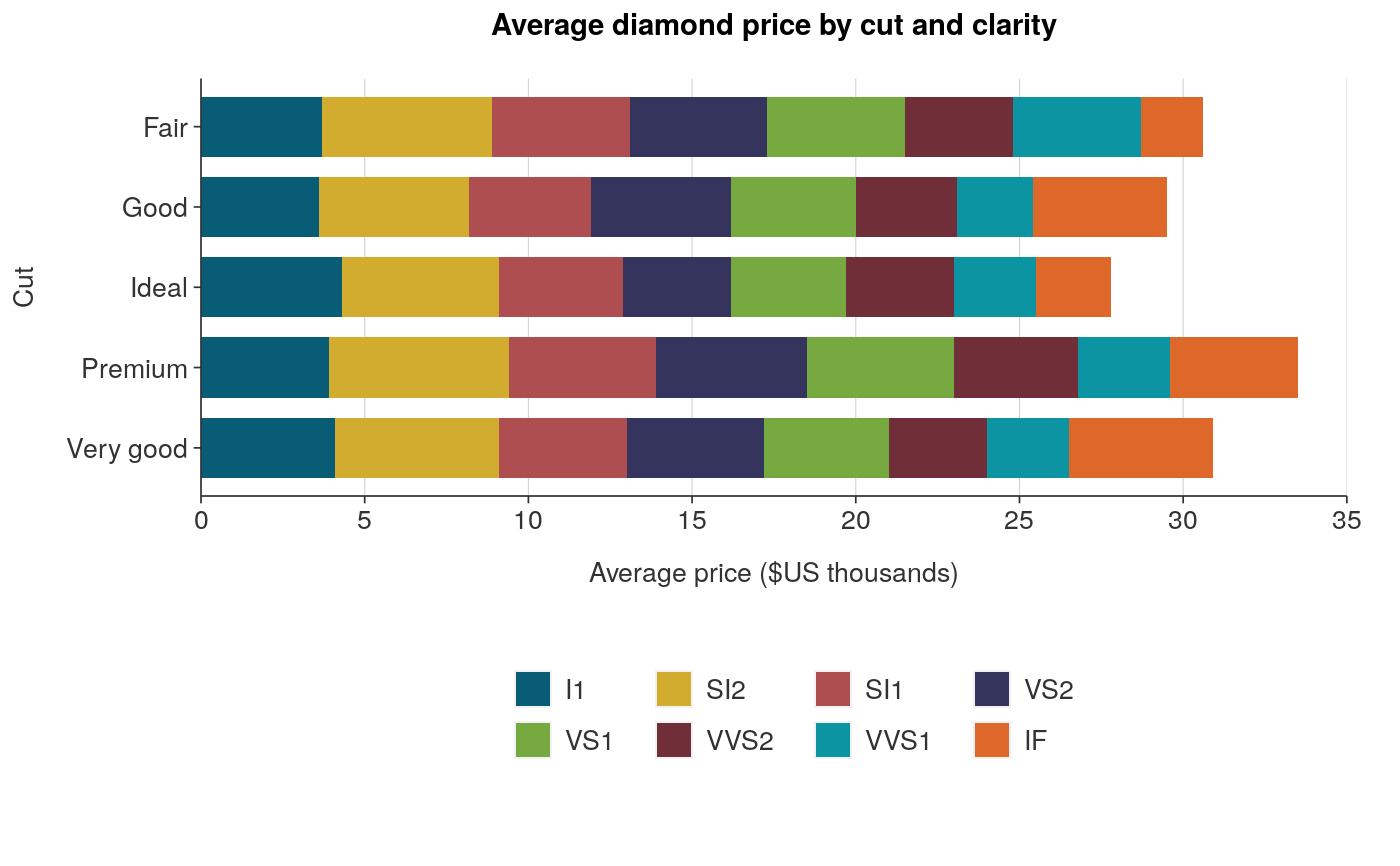 Average diamond price by cut and clarity
Cut
Fair
Good
Ideal
Premium
Very good
0 5 10 15 20 25 30 35
Average price ($US thousands)
I1 SI2 SI1 VS2
VS1 VVS2 VVS1 IF